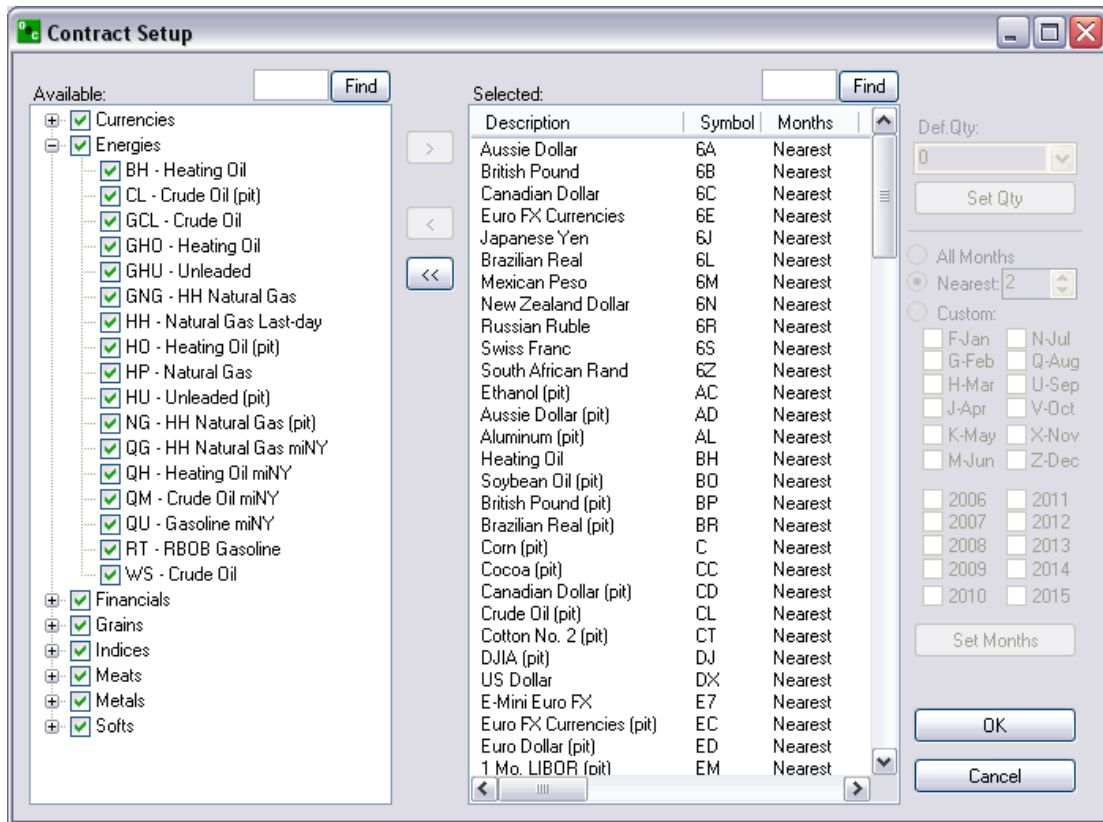 Contract Setup
Available:
Find
Currencies
Energies
BH - Heating Oil
CL - Crude Oil (pit)
GCL - Crude Oil
GHO - Heating Oil
GHU - Unleaded
GNG - HH Natural Gas
HH - Natural Gas Last-day
HO - Heating Oil (pit)
HP - Natural Gas
HU - Unleaded (pit)
NG - HH Natural Gas (pit)
QG - HH Natural Gas miNY
QH - Heating Oil miNY
QM - Crude Oil miNY
QU - Gasoline miNY
RT - RBOB Gasoline
WS - Crude Oil
Financials
Grains
Indices
Meats
Metals
Softs
>
<
<<
Selected:
Find
Description Symbol Months
Aussie Dollar 6A Nearest
British Pound 6B Nearest
Canadian Dollar 6C Nearest
Euro FX Currencies 6E Nearest
Japanese Yen 6J Nearest
Brazilian Real 6L Nearest
Mexican Peso 6M Nearest
New Zealand Dollar 6N Nearest
Russian Ruble 6R Nearest
Swiss Franc 6S Nearest
South African Rand 6Z Nearest
Ethanol (pit) AC Nearest
Aussie Dollar (pit) AD Nearest
Aluminum (pit) AL Nearest
Heating Oil BH Nearest
Soybean Oil (pit) BO Nearest
British Pound (pit) BP Nearest
Brazilian Real (pit) BR Nearest
Corn (pit) C Nearest
Cocoa (pit) CC Nearest
Canadian Dollar (pit) CD Nearest
Crude Oil (pit) CL Nearest
Cotton No. 2 (pit) CT Nearest
DJIA (pit) DJ Nearest
US Dollar DX Nearest
E-Mini Euro FX E7 Nearest
Euro FX Currencies (pit) EC Nearest
Euro Dollar (pit) ED Nearest
1 Mo. LIBOR (pit) EM Nearest
Def.Qty:
0
Set Qty
All Months
Nearest: 2
Custom:
F-Jan N-Jul
G-Feb Q-Aug
H-Mar U-Sep
J-Apr V-Oct
K-May X-Nov
M-Jun Z-Dec
2006 2011
2007 2012
2008 2013
2009 2014
2010 2015
Set Months
OK
Cancel